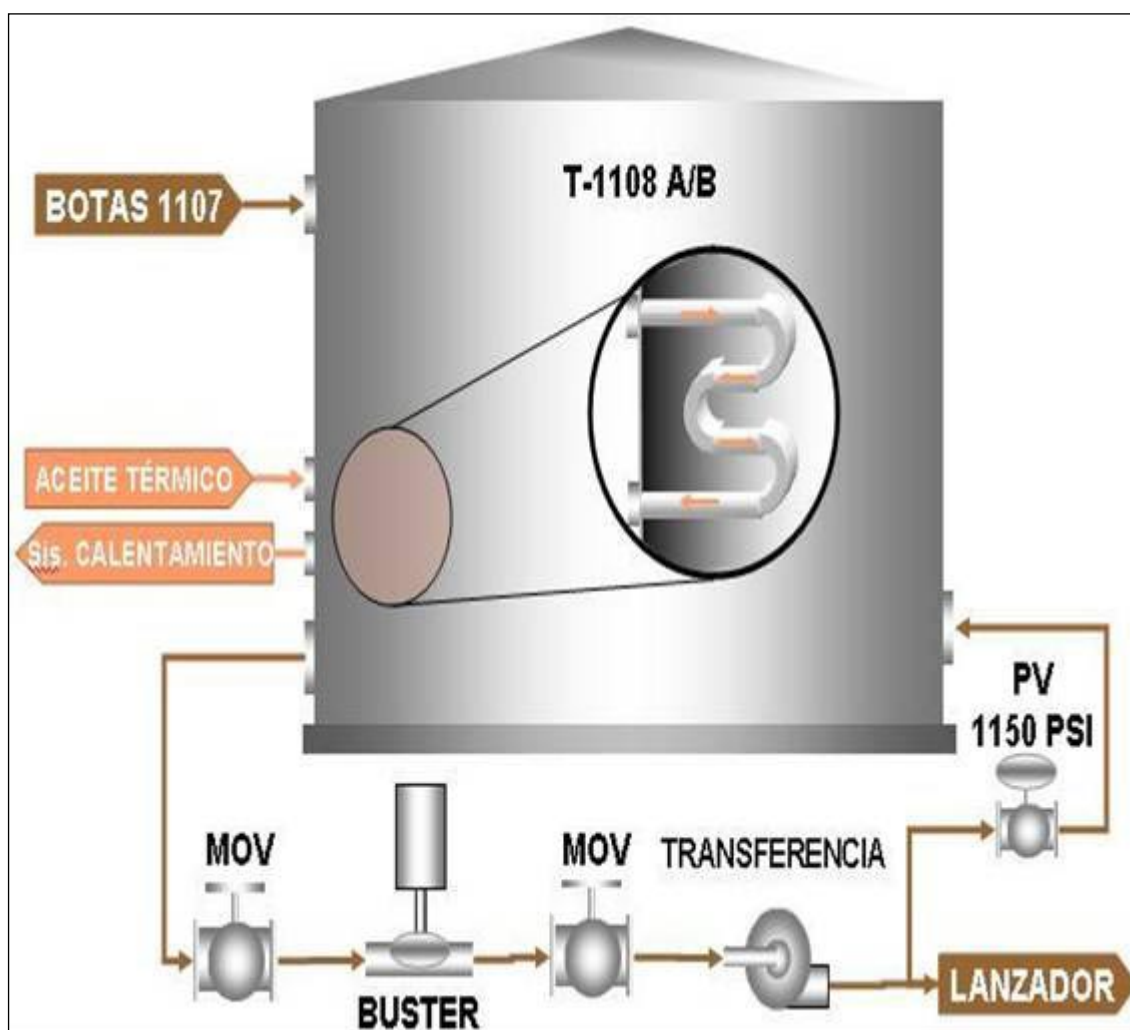 T-1108 A/B
BOTAS 1107
ACEITE TÉRMICO
Sis. CALENTAMIENTO
PV
1150 PSI
MOV
MOV
TRANSFERENCIA
BUSTER
LANZADOR